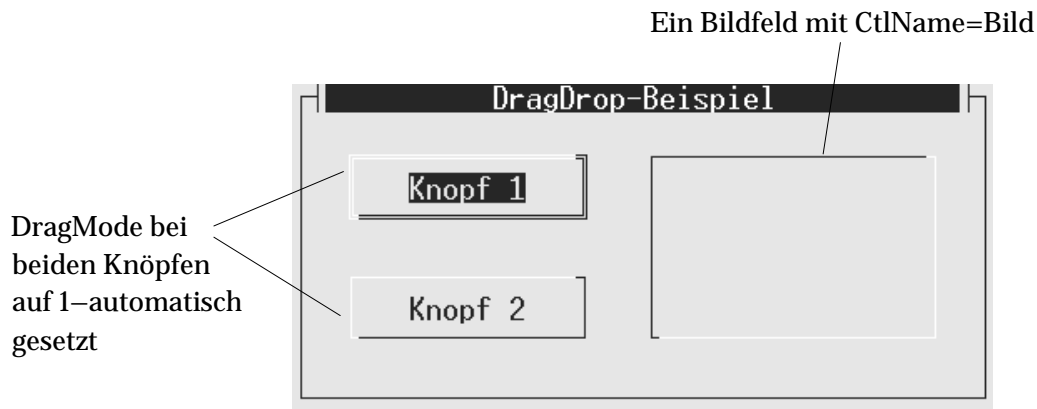 Ein Bildfeld mit CtlName=Bild
DragDrop-Beispiel
Knopf 1
DragMode bei
beiden Knöpfen
auf 1–automatisch
gesetzt
Knopf 2